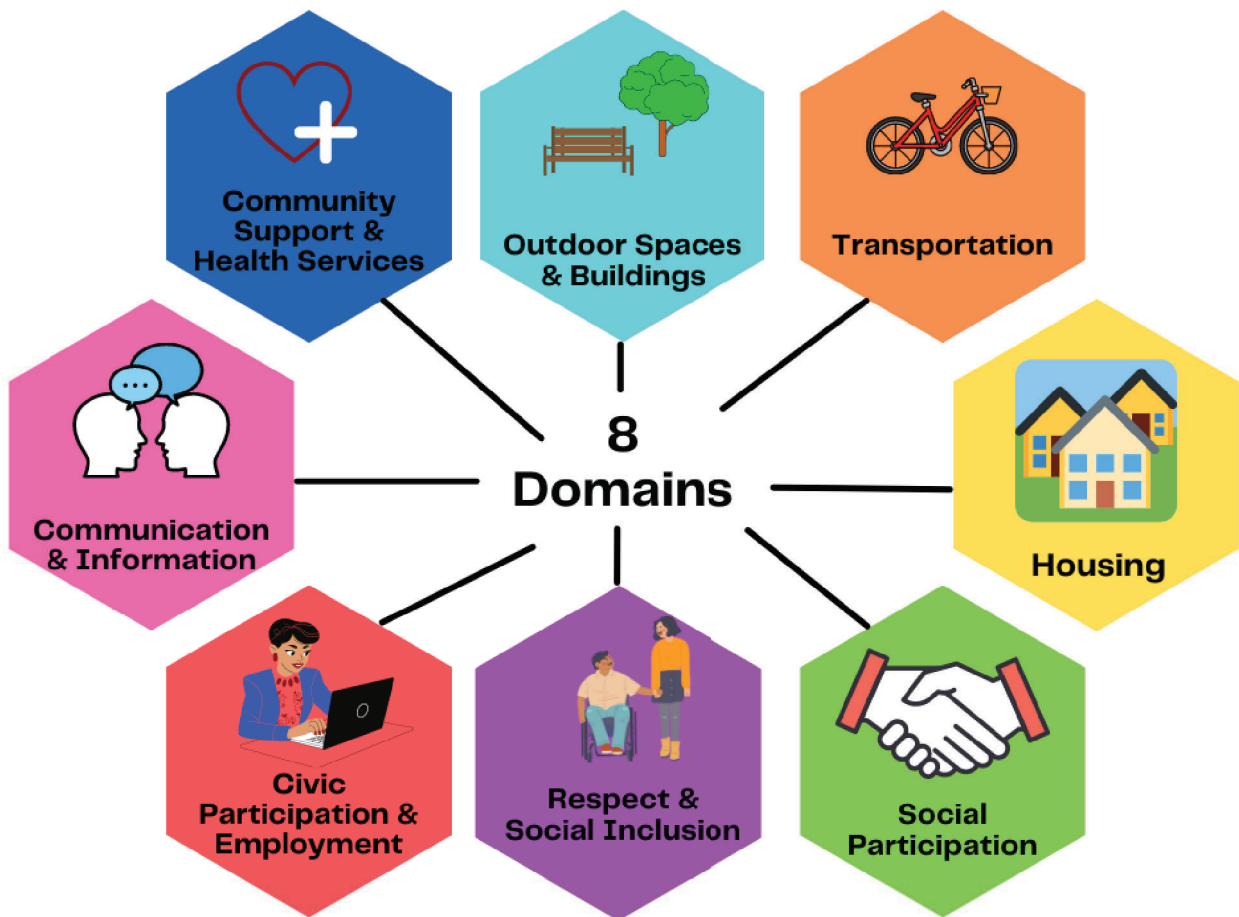 Community
Support &
Health Services
Outdoor Spaces
& Buildings
Transportation
Communication
& Information
8
Domains
Housing
Civic
Participation &
Employment
Respect &
Social Inclusion
Social
Participation